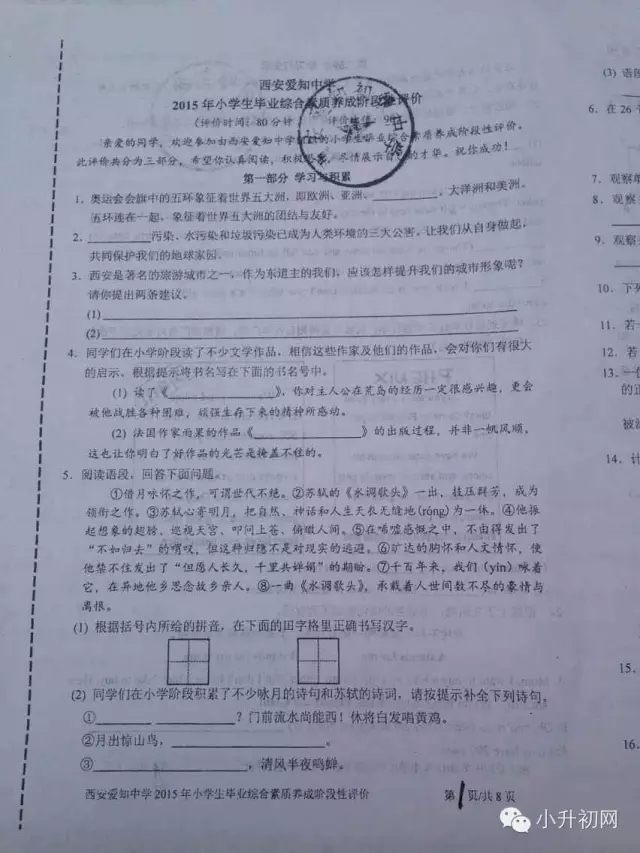 西安爱知中学
2015年小学生毕业综合素质养成阶段性评价
(评价时间：80分钟 评价
亲爱的同学，欢迎参加由西安爱知中学 的小学生毕业综合素质养成阶段性评价。
此评价共分为三部分，希望你认真阅读，积极 ，尽情展示自己的才华。祝你成功！
第一部分 学习与积累
1、奥运会会旗中的五环象征着世界五大洲，即欧洲、亚洲、__________，大洋洲和美洲。
五环连在一起，象征着世界五大洲的团结与友好。
2、__________污染、水污染和垃圾污染已成为人类环境的三大公害。让我们从自身做起，
共同保护我们的地球家园。
3、西安是著名的旅游城市之一，作为东道主的我们，应该怎样提升我们的城市形象呢？
请你提出两条建议。
(1)
(2)
4、同学们在小学阶段读了不少文学作品，相信这些作家及他们的作品，会对你们有很大
的启示。根据提示将书名写在下面的书名号中。
(1) 读了《__________》，你对主人公在荒岛的经历一定很感兴趣，更会
被他战胜各种困难，顽强生存下来的精神所感动。
(2) 法国作家雨果的作品《__________》的出版过程，并非一帆风顺，
这也让你明白了好作品的光芒是掩盖不住的。
5、阅读语段，回答下面问题。
①借月咏怀之作，可谓世代不绝。②苏轼的《水调歌头》一出，技压群芳，成为
领衔之作。③苏轼心寄明月，把自然、神话和人生天衣无缝地(róng)为一体。④他振
起想象的翅膀，巡视天宫、叩问上苍、俯瞰人间。⑤在唏嘘感慨之中，不由得发出了
“不如归去”的喟叹，但这种归隐不是对现实的逃避。⑥旷达的胸怀和人文情怀，使
他禁不住发出了“但愿人长久，千里共婵娟”的期盼。⑦千百年来，我们(yín)咏着
它，在异地他乡思念故乡亲人。⑧一曲《水调歌头》，承载着人世间数不尽的豪情与
离恨。
(1) 根据括号内所给的拼音，在下面的田字格里正确书写汉字。
(2) 同学们在小学阶段积累了不少咏月的诗句和苏轼的诗词，请按提示补全下列诗句。
①__________ __________？门前流水尚能西！休将白发唱黄鸡。
②月出惊山鸟，__________。
③__________，清风半夜鸣蝉。
西安爱知中学2015年小学生毕业综合素质养成阶段性评价 第1页/共8页
(3) 语段
6、在26
7、观察
8、观察
9、观察
10、下列
11、若
12、若
13、一
的正
被
14、计
16、
小升初网